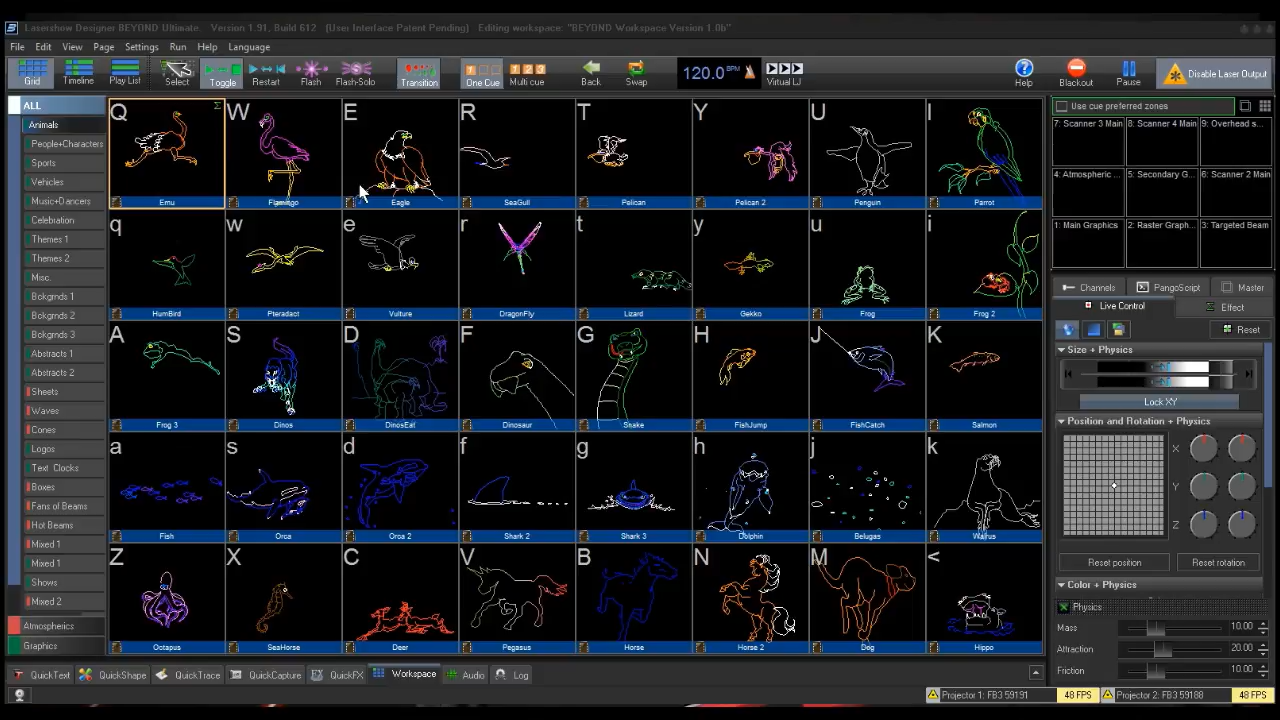 Lasershow Designer BEYOND Ultimate. Version 1.91, Build 612 [User Interface Patent Pending] Editing workspace: "BEYOND Workspace Version 1.0b"
File Edit View Page Settings Run Help Language
Grid Timeline Play List Select Toggle Restart Flash Flash-Solo Transition One Cue Multi cue Back Swap 120.0 BPM Virtual LJ Help Blackout Pause Disable Laser Output
ALL
Animals
People+Characters
Sports
Vehicles
Music+Dancers
Celebration
Themes 1
Themes 2
Misc.
Bckgrnds 1
Bckgrnds 2
Bckgrnds 3
Abstracts 1
Abstracts 2
Sheets
Waves
Cones
Logos
Text Clocks
Boxes
Fans of Beams
Hot Beams
Mixed 1
Mixed 1
Shows
Mixed 2
Atmospherics
Graphics
Q W E R T Y U I
Emu Flamingo Eagle SeaGull Pelican Pelican 2 Penguin Parrot
q w e r t y u i
HumBird Pteradact Vulture DragonFly Lizard Gekko Frog Frog 2
A S D F G H J K
Frog 3 Dinos DinosEat Dinosaur Snake FishJump FishCatch Salmon
a s d f g h j k
Fish Orca Orca 2 Shark 2 Shark 3 Dolphin Belugas Walrus
Z X C V B N M <
Octapus SeaHorse Deer Pegasus Horse Horse 2 Dog Hippo
Use cue preferred zones
7: Scanner 3 Main 8: Scanner 4 Main 9: Overhead s...
4: Atmospheric ... 5: Secondary G... 6: Scanner 2 Main
1: Main Graphics 2: Raster Graph... 3: Targeted Beam
Channels PangoScript Master
Live Control Effect
Reset
Size + Physics
Lock XY
Position and Rotation + Physics
X
Y
Z
Reset position Reset rotation
Color + Physics
Physics
Mass 10.00
Attraction 20.00
Friction 10.00
QuickText QuickShape QuickTrace QuickCapture QuickFX Workspace Audio Log
Projector 1: FB3 59191 48 FPS Projector 2: FB3 59188 48 FPS